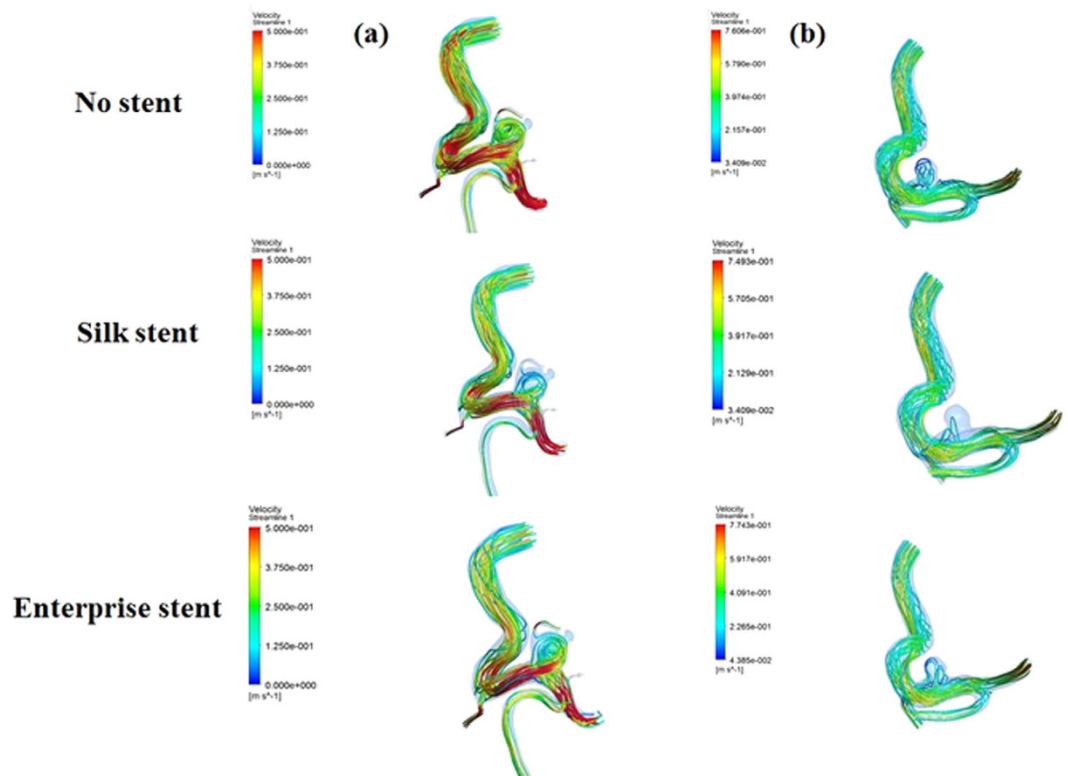 (a)
(b)
No stent
Velocity
Streamline 1
5.000e-001
3.750e-001
2.500e-001
1.250e-001
0.000e+000
[m s^-1]
Velocity
Streamline 1
7.606e-001
5.790e-001
3.974e-001
2.157e-001
3.409e-002
[m s^-1]
Silk stent
Velocity
Streamline 1
5.000e-001
3.750e-001
2.500e-001
1.250e-001
0.000e+000
[m s^-1]
Velocity
Streamline 1
7.493e-001
5.705e-001
3.917e-001
2.129e-001
3.409e-002
[m s^-1]
Enterprise stent
Velocity
Streamline 1
5.000e-001
3.750e-001
2.500e-001
1.250e-001
0.000e+000
[m s^-1]
Velocity
Streamline 1
7.743e-001
5.917e-001
4.091e-001
2.265e-001
4.385e-002
[m s^-1]